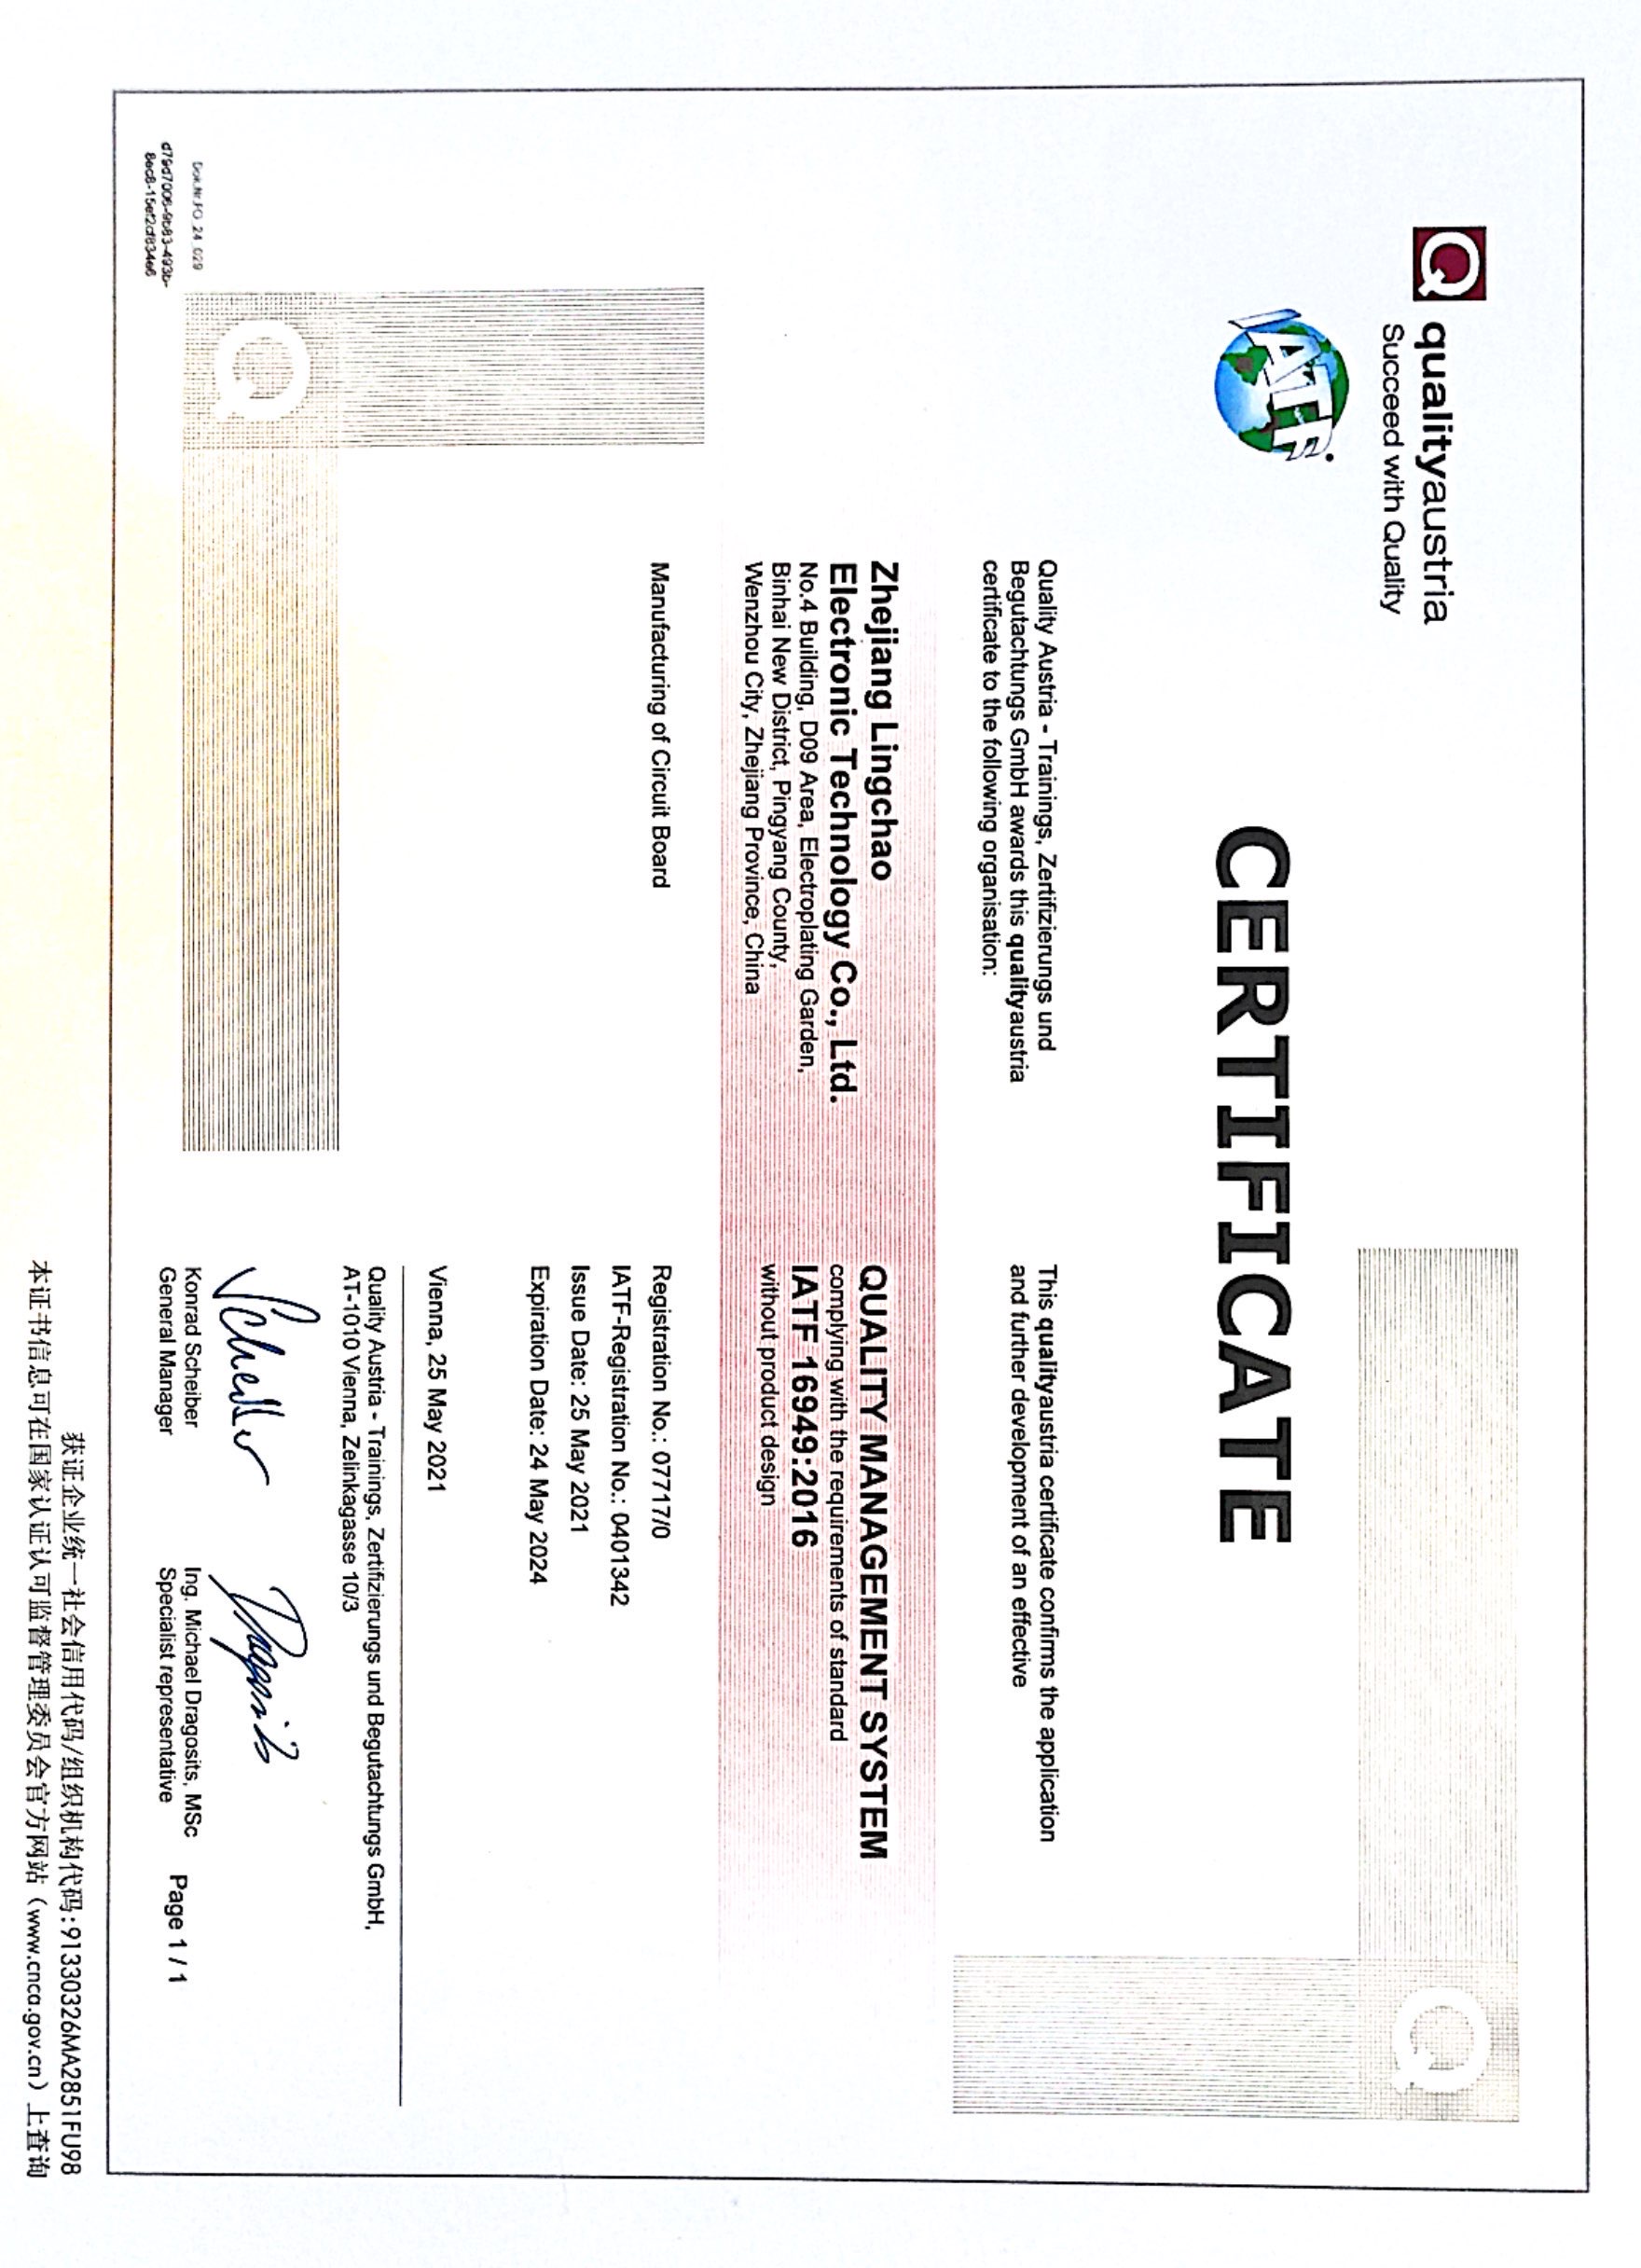 Q qualityaustria
Succeed with Quality
IATF
CERTIFICATE
Quality Austria - Trainings, Zertifizierungs und
Begutachtungs GmbH awards this qualityaustria
certificate to the following organisation:
This qualityaustria certificate confirms the application
and further development of an effective
Zhejiang Lingchao
Electronic Technology Co., Ltd.
No.4 Building, D09 Area, Electroplating Garden,
Binhai New District, Pingyang County,
Wenzhou City, Zhejiang Province, China
QUALITY MANAGEMENT SYSTEM
complying with the requirements of standard
IATF 16949:2016
without product design
Manufacturing of Circuit Board
Registration No.: 07717/0
IATF-Registration No.: 0401342
Issue Date: 25 May 2021
Expiration Date: 24 May 2024
Vienna, 25 May 2021
Quality Austria - Trainings, Zertifizierungs und Begutachtungs GmbH,
AT-1010 Vienna, Zelinkagasse 10/3
Scheiber
Dragosits
Konrad Scheiber
General Manager
Ing. Michael Dragosits, MSc
Specialist representative
Page 1 / 1
Dok.Nr.FO_24_029
d79d7006-9b83-493b-
8ec8-15ef2cf834e6
获证企业统一社会信用代码/组织机构代码:91330326MA2851FU98
本证书信息可在国家认证认可监督管理委员会官方网站（www.cnca.gov.cn）上查询